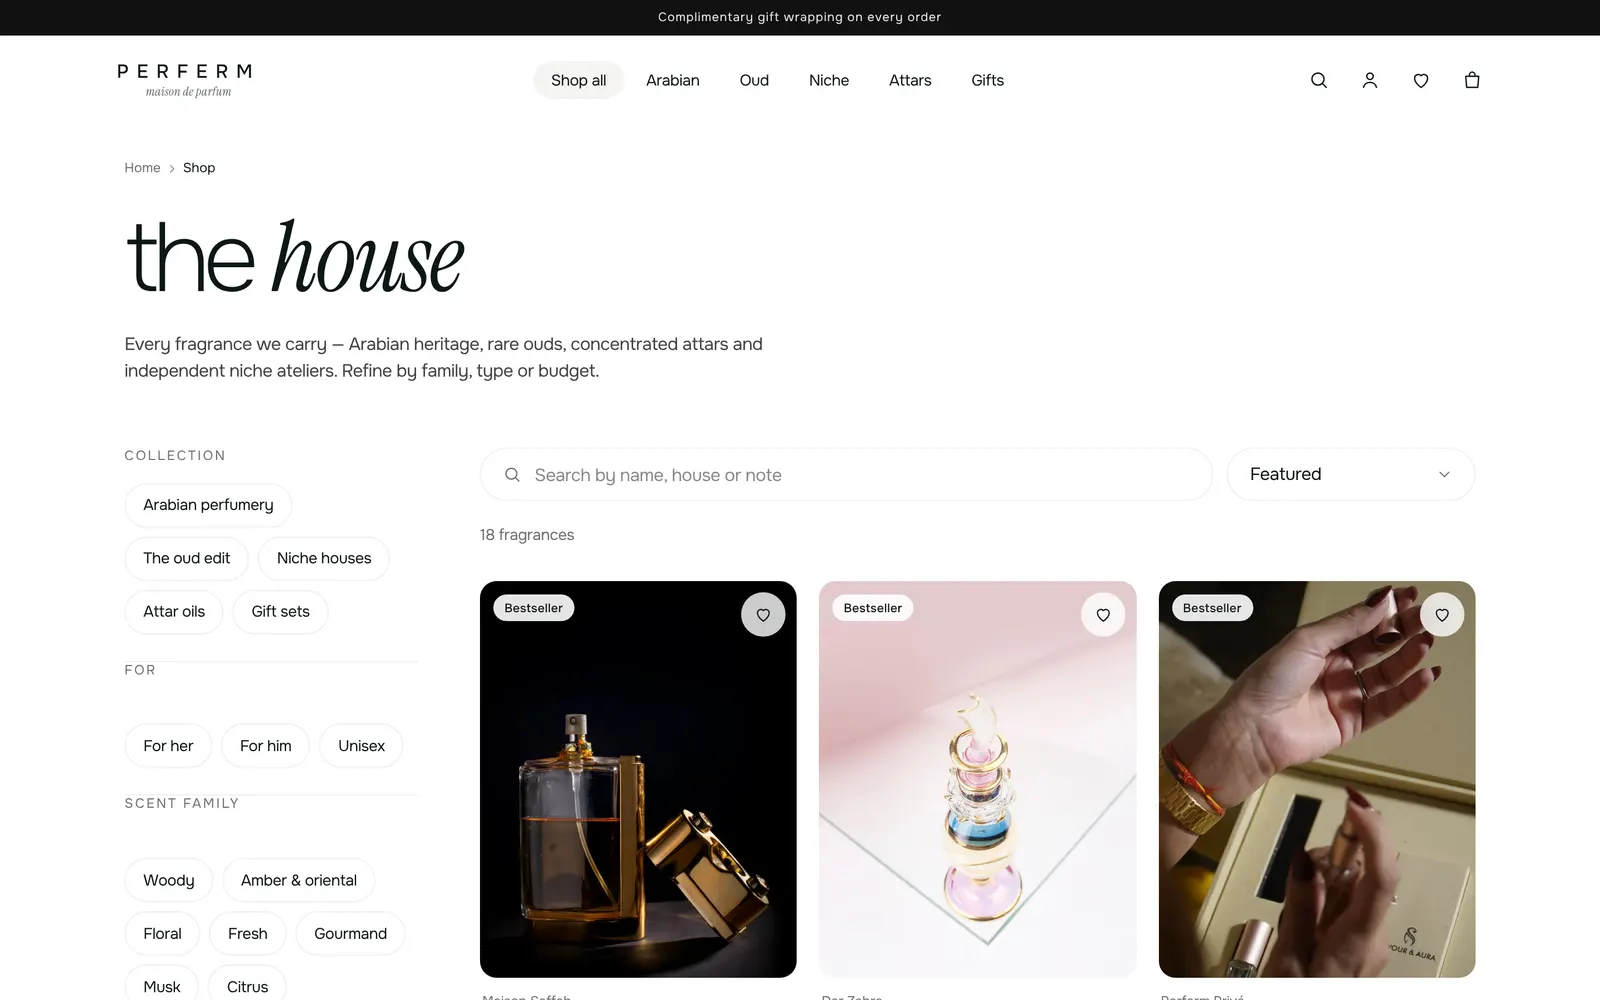 Complimentary gift wrapping on every order
PERFERM
maison de parfum
Shop all
Arabian
Oud
Niche
Attars
Gifts
Home > Shop
the house
Every fragrance we carry — Arabian heritage, rare ouds, concentrated attars and
independent niche ateliers. Refine by family, type or budget.
COLLECTION
Arabian perfumery
The oud edit
Niche houses
Attar oils
Gift sets
FOR
For her
For him
Unisex
SCENT FAMILY
Woody
Amber & oriental
Floral
Fresh
Gourmand
Musk
Citrus
Search by name, house or note
Featured
18 fragrances
Bestseller
Bestseller
Bestseller